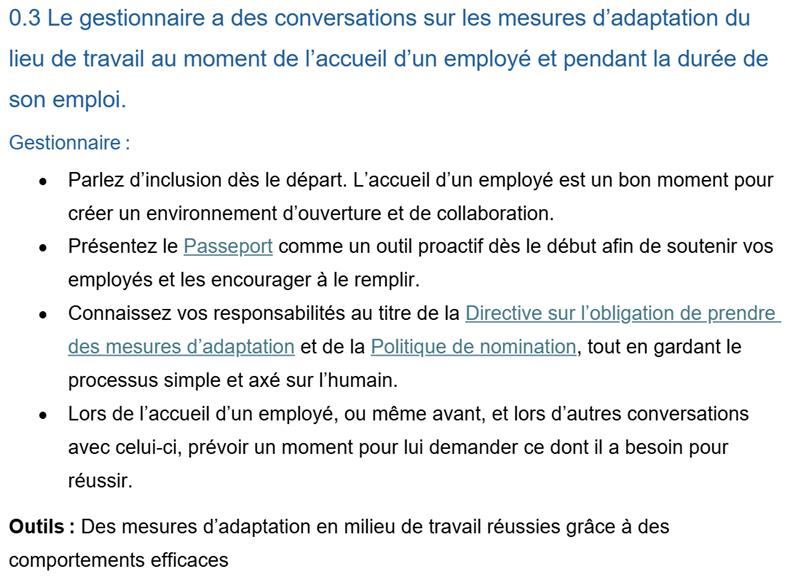 0.3 Le gestionnaire a des conversations sur les mesures d’adaptation du
lieu de travail au moment de l’accueil d’un employé et pendant la durée de
son emploi.
Gestionnaire :
• Parlez d’inclusion dès le départ. L’accueil d’un employé est un bon moment pour
créer un environnement d’ouverture et de collaboration.
• Présentez le Passeport comme un outil proactif dès le début afin de soutenir vos
employés et les encourager à le remplir.
• Connaissez vos responsabilités au titre de la Directive sur l’obligation de prendre
des mesures d’adaptation et de la Politique de nomination, tout en gardant le
processus simple et axé sur l’humain.
• Lors de l’accueil d’un employé, ou même avant, et lors d’autres conversations
avec celui-ci, prévoir un moment pour lui demander ce dont il a besoin pour
réussir.
Outils : Des mesures d’adaptation en milieu de travail réussies grâce à des
comportements efficaces